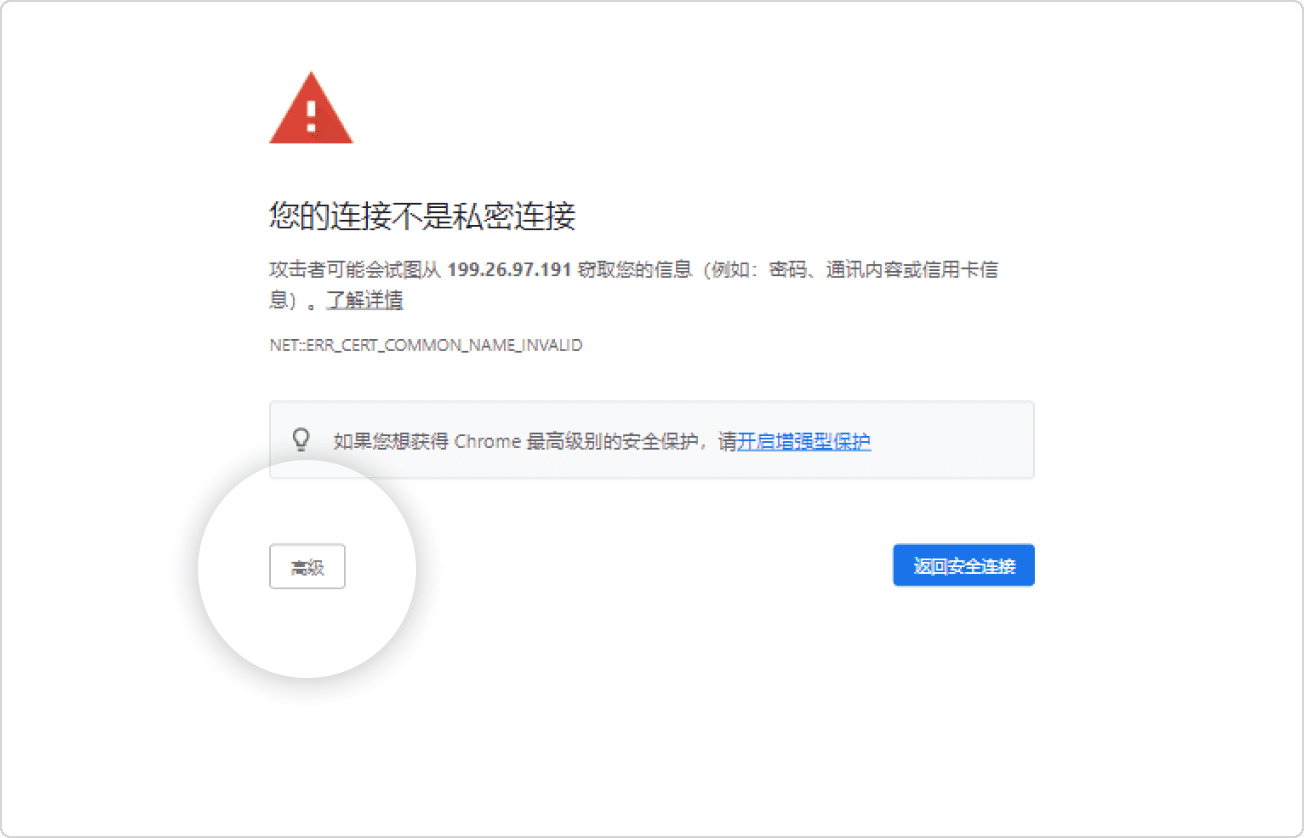 您的连接不是私密连接
攻击者可能会试图从 199.26.97.191 窃取您的信息（例如：密码、通讯内容或信用卡信
息）。了解详情
NET::ERR_CERT_COMMON_NAME_INVALID
如果您想获得 Chrome 最高级别的安全保护，请开启增强型保护
高级
返回安全连接